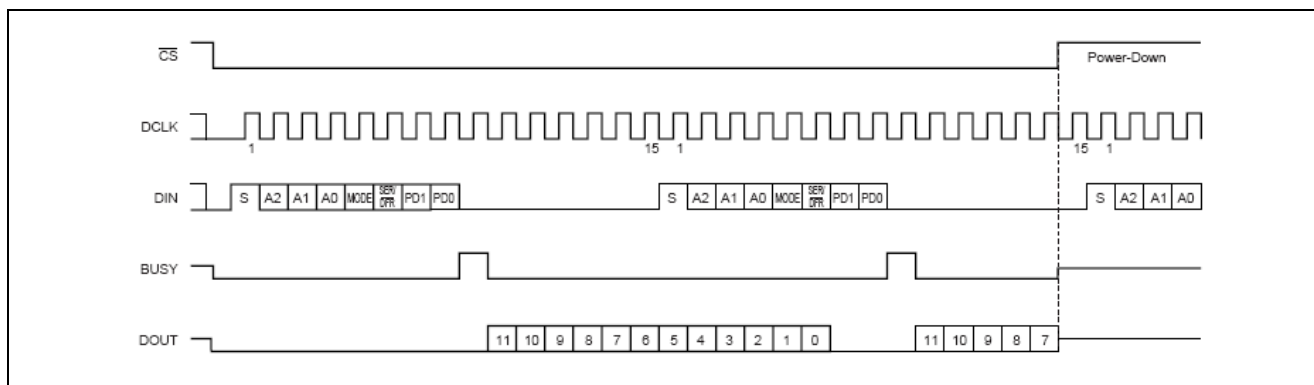 CS Power-Down
DCLK
1 15 1 15 1
DIN S A2 A1 A0 MODE SER/DFR PD1 PD0 S A2 A1 A0 MODE SER/DFR PD1 PD0 S A2 A1 A0
BUSY
DOUT 11 10 9 8 7 6 5 4 3 2 1 0 11 10 9 8 7